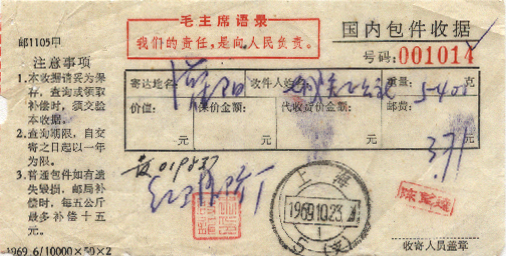 毛主席语录
我们的责任，是向人民负责。
国内包件收据
号码：001014
邮1105甲
注意事项
1.本收据请妥为保
存，查询或领取
补偿时，须交验
本收据。
2.查询期限，自交
寄之日起以一年
为限。
3.普通包件如有遗
失毁损，邮局补
偿时，每五公斤
最多补偿十五
元。
1969.6/10000×50×2
寄达地名：
收件人姓
重量：
克
5400
价值：
元
保价金额：
元
代收货价金额：
元
邮费：
元
3.71
019837
上海
1969.10.23
1
5
收寄人员盖章